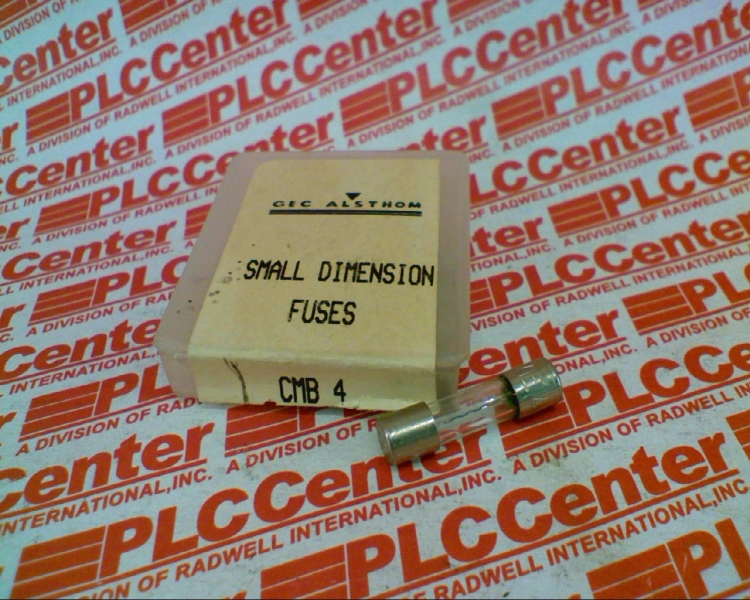 GEC ALSTHOM
SMALL DIMENSION
FUSES
CMB 4
PLCCenter
A DIVISION OF RADWELL INTERNATIONAL,INC.